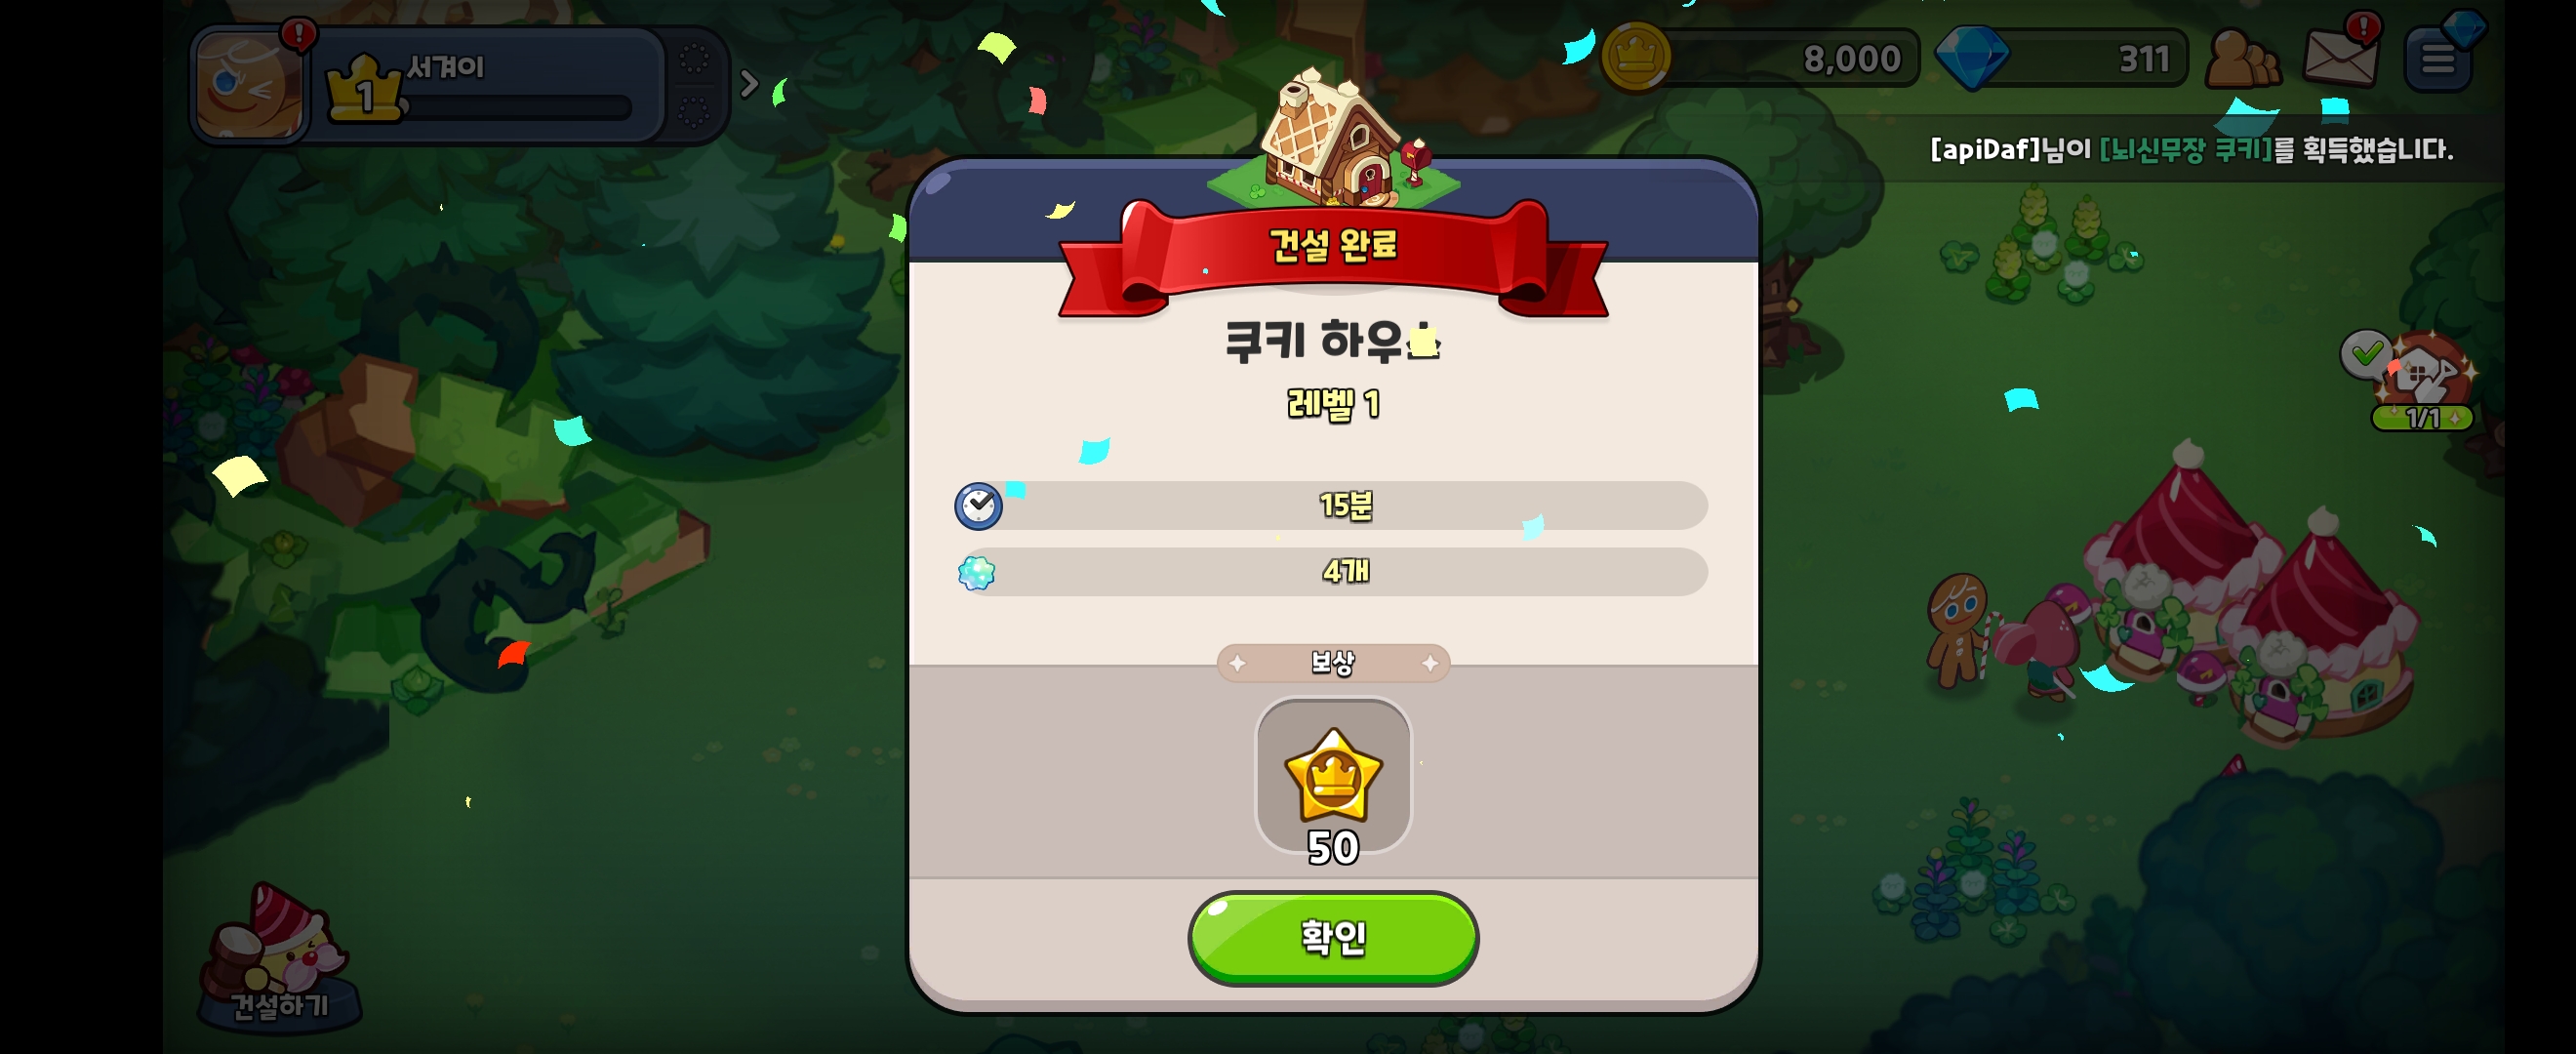 1
서겨이
8,000
311
[apiDaf]님이 [뇌신무장 쿠키]를 획득했습니다.
건설 완료
쿠키 하우스
레벨 1
15분
4개
보상
50
확인
1/1
건설하기